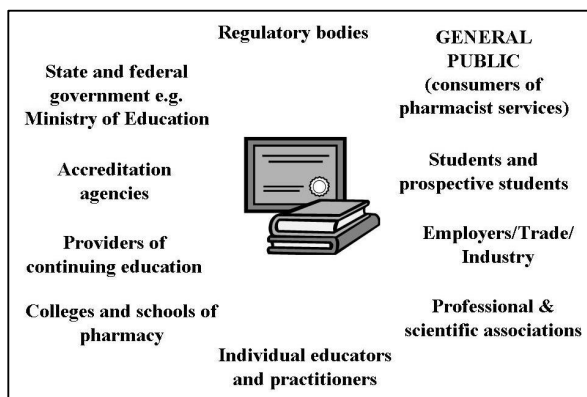 Regulatory bodies
GENERAL
PUBLIC
(consumers of
pharmacist services)
State and federal
government e.g.
Ministry of Education
Accreditation
agencies
Students and
prospective students
Providers of
continuing education
Employers/Trade/
Industry
Colleges and schools of
pharmacy
Professional &
scientific associations
Individual educators
and practitioners